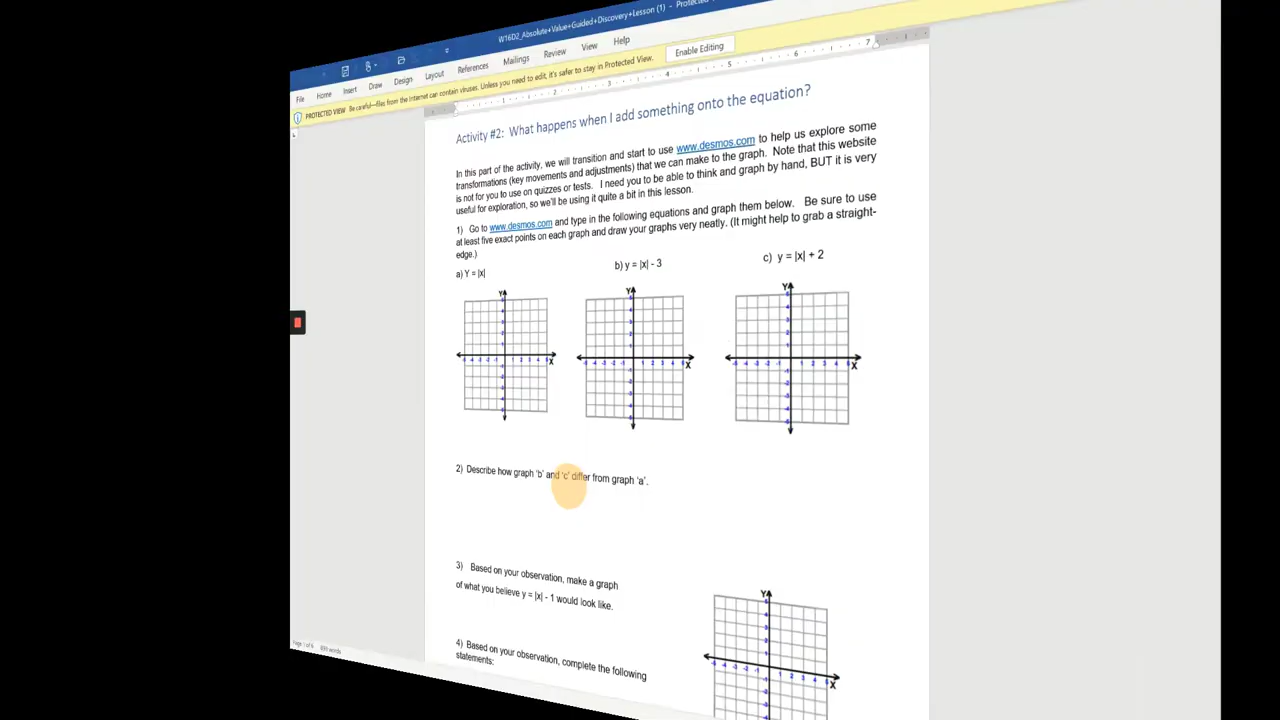 W16D2_Absolute+Value+Guided+Discovery+Lesson (1) - Protected
File Home Insert Draw Design Layout References Mailings Review View Help
PROTECTED VIEW Be careful—files from the Internet can contain viruses. Unless you need to edit, it's safer to stay in Protected View. Enable Editing
1 2 3 4 5 6 7
Activity #2: What happens when I add something onto the equation?
In this part of the activity, we will transition and start to use www.desmos.com to help us explore some
transformations (key movements and adjustments) that we can make to the graph. Note that this website
is not for you to use on quizzes or tests. I need you to be able to think and graph by hand, BUT it is very
useful for exploration, so we'll be using it quite a bit in this lesson.
1) Go to www.desmos.com and type in the following equations and graph them below. Be sure to use
at least five exact points on each graph and draw your graphs very neatly. (It might help to grab a straight-
edge.)
a) Y = |x|
b) y = |x| - 3
c) y = |x| + 2
Y
X
Y
X
Y
X
2) Describe how graph 'b' and 'c' differ from graph 'a'.
3) Based on your observation, make a graph
of what you believe y = |x| - 1 would look like.
Y
X
4) Based on your observation, complete the following
statements: